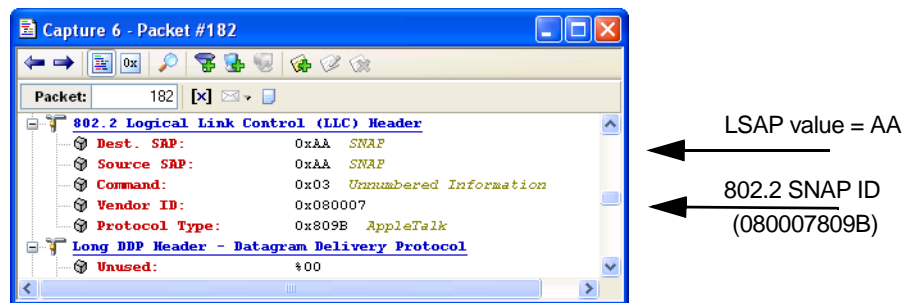 Capture 6 - Packet #182
0x
Packet: 182 [x]
802.2 Logical Link Control (LLC) Header
Dest. SAP: 0xAA SNAP
Source SAP: 0xAA SNAP
Command: 0x03 Unnumbered Information
Vendor ID: 0x080007
Protocol Type: 0x809B AppleTalk
Long DDP Header - Datagram Delivery Protocol
Unused: %00
LSAP value = AA
802.2 SNAP ID
(080007809B)